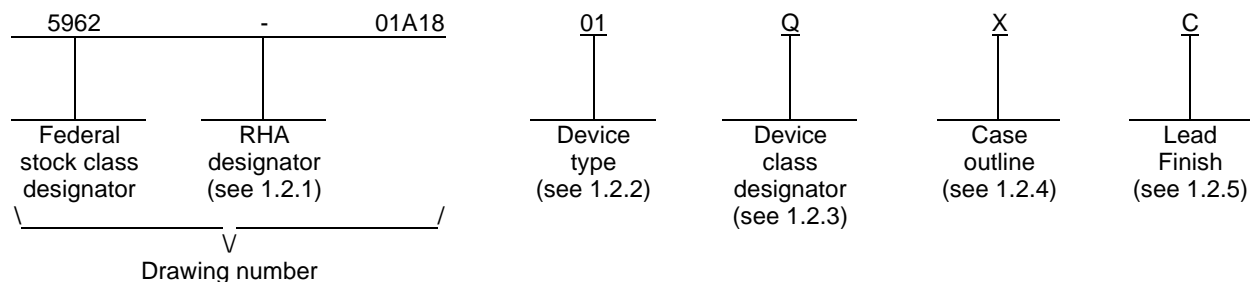 5962 - 01A18 01 Q X C
Federal stock class designator
RHA designator (see 1.2.1)
Device type (see 1.2.2)
Device class designator (see 1.2.3)
Case outline (see 1.2.4)
Lead Finish (see 1.2.5)
\ /
\/
Drawing number